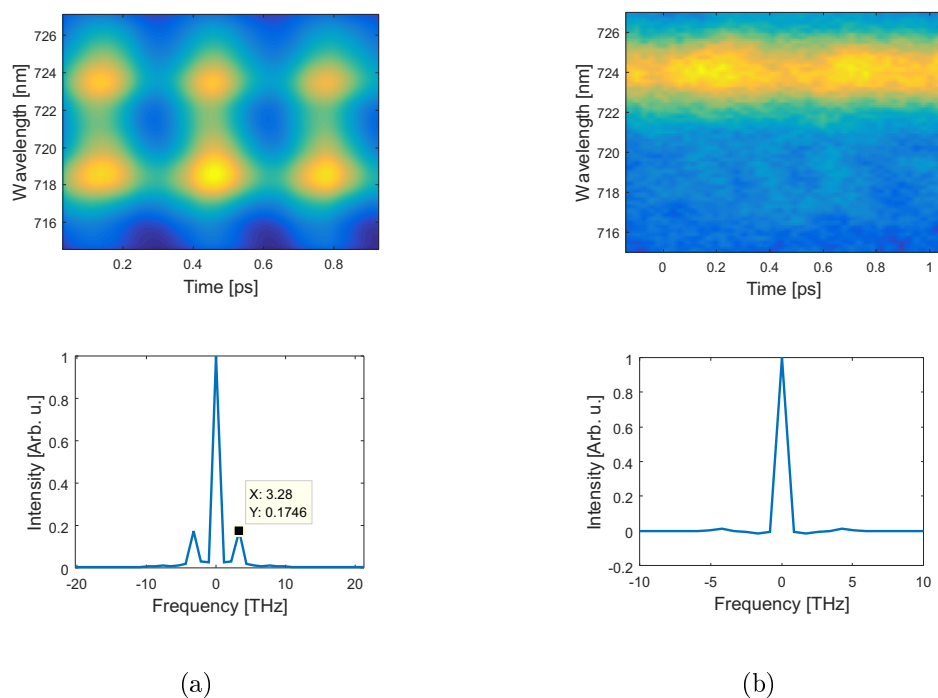 726
724
722
720
718
716
Wavelength [nm]
0.2 0.4 0.6 0.8
Time [ps]
726
724
722
720
718
716
Wavelength [nm]
0 0.2 0.4 0.6 0.8 1
Time [ps]
1
0.8
0.6
0.4
0.2
0
Intensity [Arb. u.]
X: 3.28
Y: 0.1746
-20 -10 0 10 20
Frequency [THz]
1
0.8
0.6
0.4
0.2
0
-0.2
Intensity [Arb. u.]
-10 -5 0 5 10
Frequency [THz]
(a)
(b)